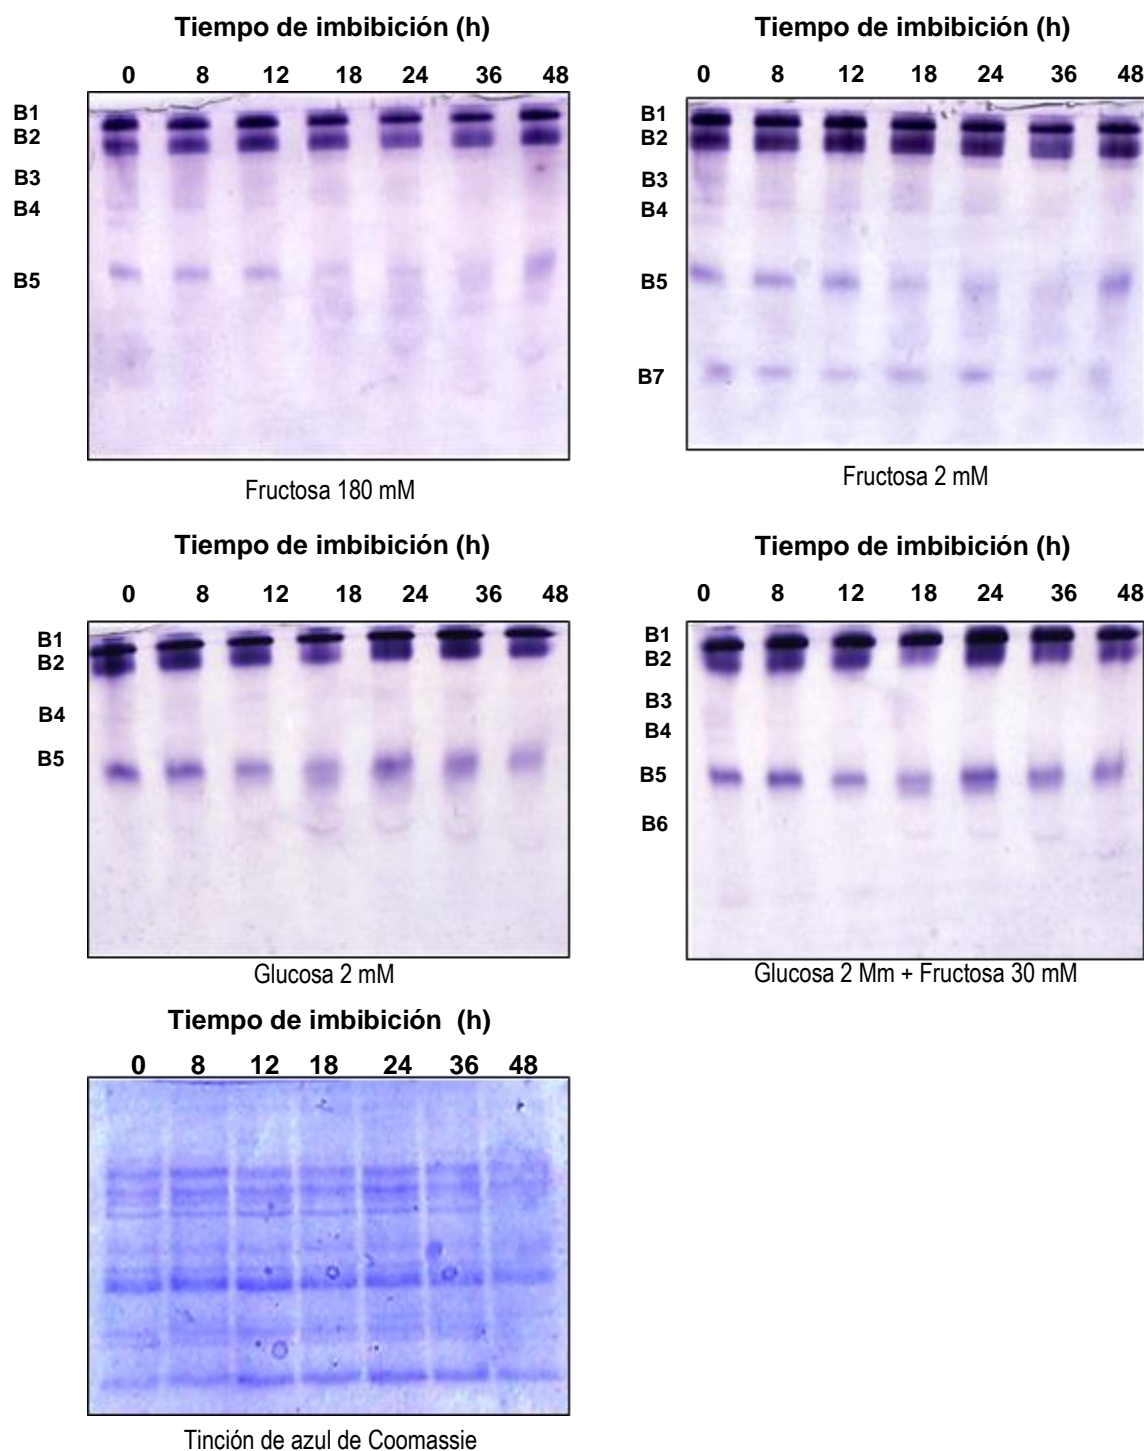 Tiempo de imbibición (h)
0 8 12 18 24 36 48
B1
B2
B3
B4
B5
Fructosa 180 mM
Tiempo de imbibición (h)
0 8 12 18 24 36 48
B1
B2
B3
B4
B5
B7
Fructosa 2 mM
Tiempo de imbibición (h)
0 8 12 18 24 36 48
B1
B2
B4
B5
Glucosa 2 mM
Tiempo de imbibición (h)
0 8 12 18 24 36 48
B1
B2
B3
B4
B5
B6
Glucosa 2 Mm + Fructosa 30 mM
Tiempo de imbibición (h)
0 8 12 18 24 36 48
Tinción de azul de Coomassie